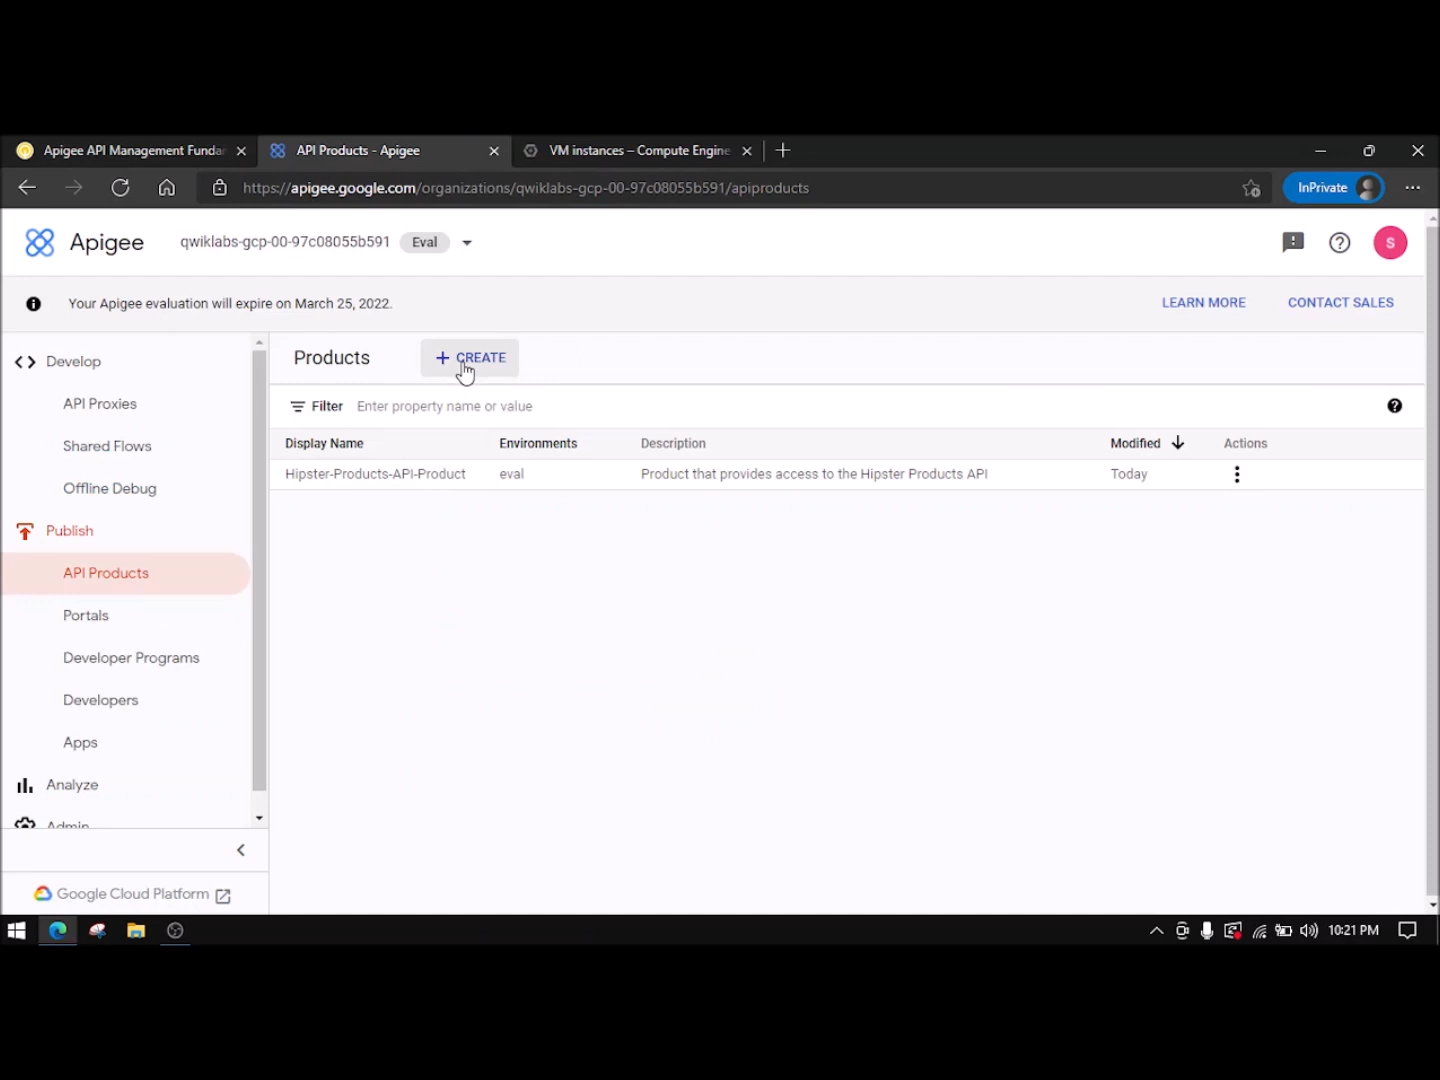 Apigee API Management Funda
API Products - Apigee
VM instances – Compute Engine
https://apigee.google.com/organizations/qwiklabs-gcp-00-97c08055b591/apiproducts
InPrivate
Apigee
qwiklabs-gcp-00-97c08055b591
Eval
S
Your Apigee evaluation will expire on March 25, 2022.
LEARN MORE
CONTACT SALES
Develop
API Proxies
Shared Flows
Offline Debug
Publish
API Products
Portals
Developer Programs
Developers
Apps
Analyze
Admin
Google Cloud Platform
Products
+ CREATE
Filter Enter property name or value
Display Name Environments Description Modified Actions
Hipster-Products-API-Product eval Product that provides access to the Hipster Products API Today
10:21 PM